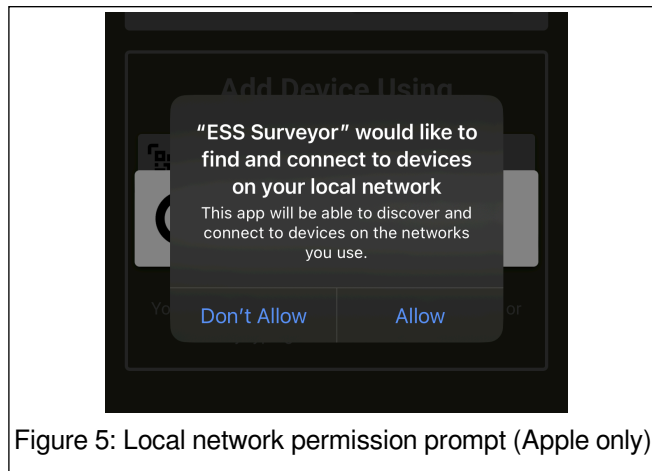 Add Device Using
“ESS Surveyor” would like to
find and connect to devices
on your local network
This app will be able to discover and
connect to devices on the networks
you use.
Don’t Allow
Allow
Figure 5: Local network permission prompt (Apple only)